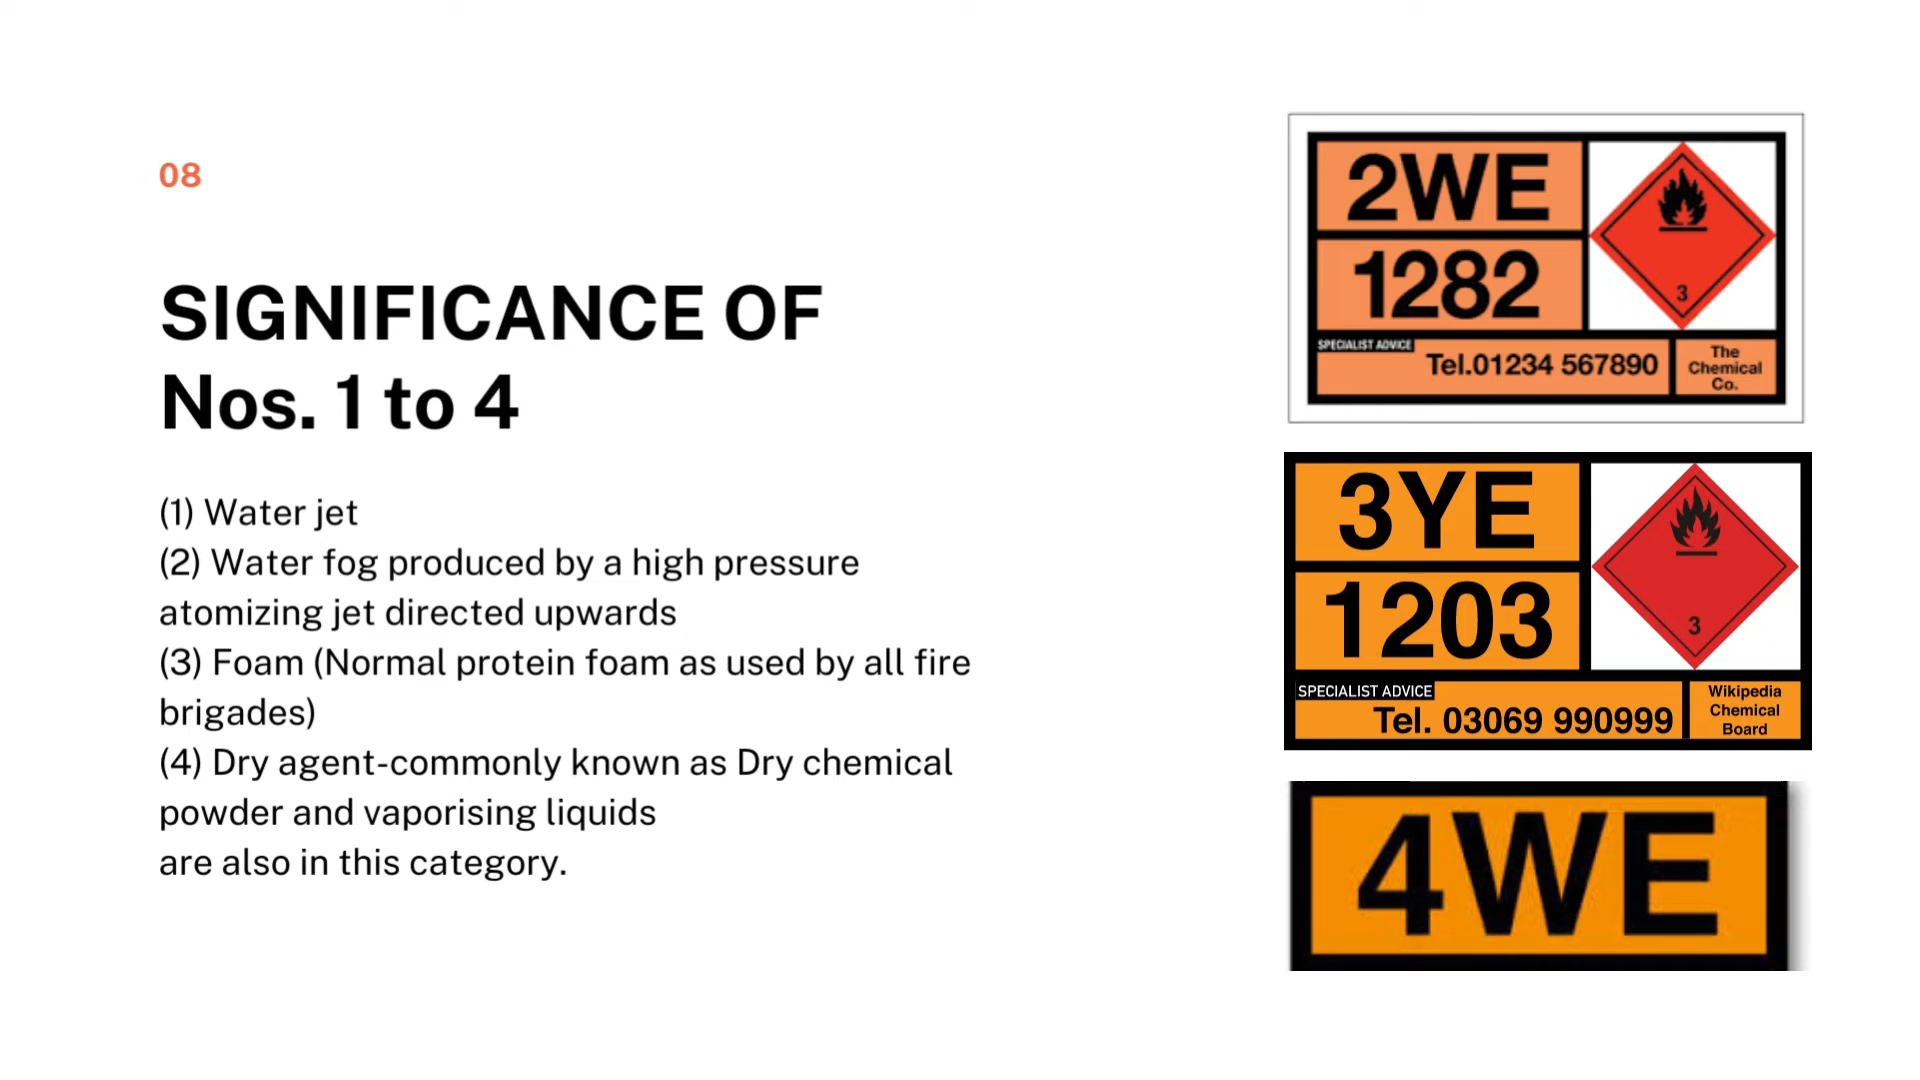 08
SIGNIFICANCE OF
Nos. 1 to 4
(1) Water jet
(2) Water fog produced by a high pressure
atomizing jet directed upwards
(3) Foam (Normal protein foam as used by all fire
brigades)
(4) Dry agent-commonly known as Dry chemical
powder and vaporising liquids
are also in this category.
2WE
1282
3
SPECIALIST ADVICE
Tel.01234 567890
The
Chemical
Co.
3YE
1203
3
SPECIALIST ADVICE
Tel. 03069 990999
Wikipedia
Chemical
Board
4WE